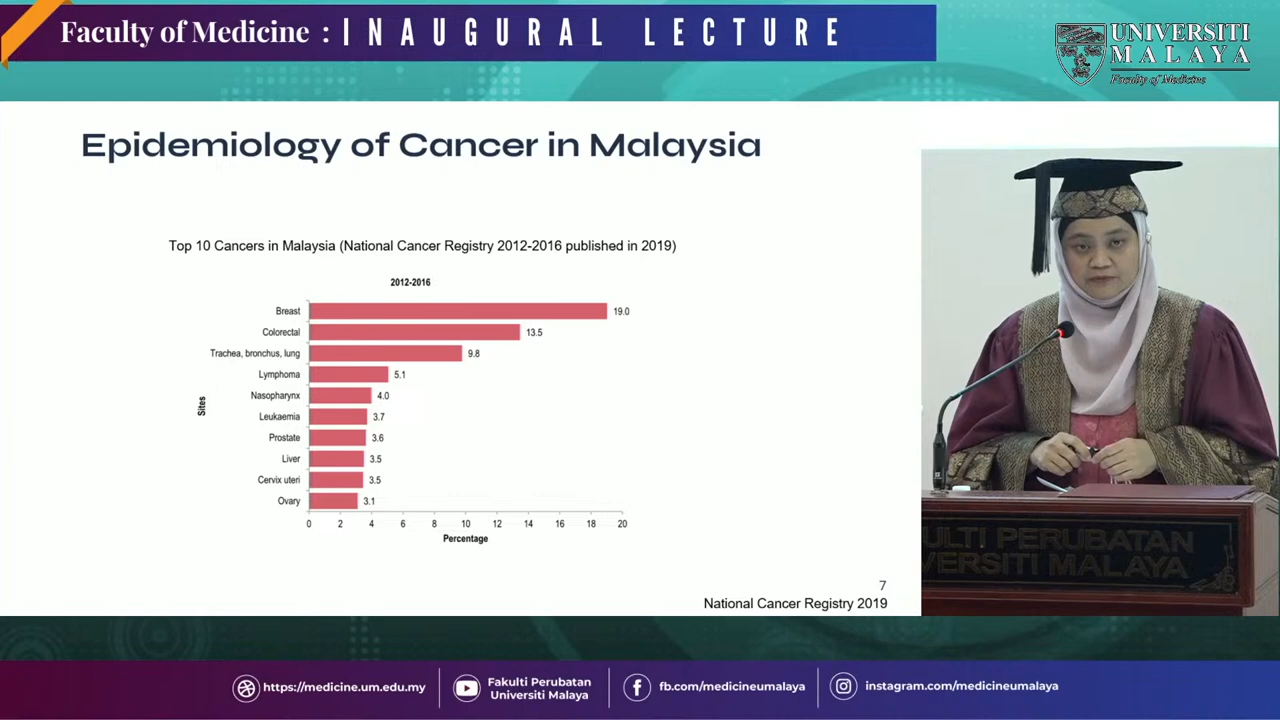 Faculty of Medicine : INAUGURAL LECTURE
UNIVERSITI
MALAYA
Faculty of Medicine
Epidemiology of Cancer in Malaysia
Top 10 Cancers in Malaysia (National Cancer Registry 2012-2016 published in 2019)
2012-2016
Sites
Breast 19.0
Colorectal 13.5
Trachea, bronchus, lung 9.8
Lymphoma 5.1
Nasopharynx 4.0
Leukaemia 3.7
Prostate 3.6
Liver 3.5
Cervix uteri 3.5
Ovary 3.1
0 2 4 6 8 10 12 14 16 18 20
Percentage
7
National Cancer Registry 2019
ULTI PERUBATAN
VERSITI MALAYA
https://medicine.um.edu.my
Fakulti Perubatan
Universiti Malaya
fb.com/medicineumalaya
instagram.com/medicineumalaya